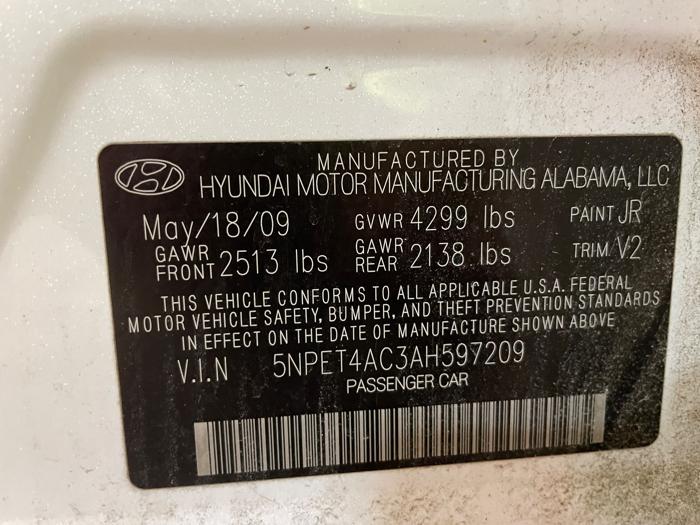 MANUFACTURED BY
HYUNDAI MOTOR MANUFACTURING ALABAMA, LLC
May/18/09 GVWR 4299 lbs PAINT JR
GAWR FRONT 2513 lbs GAWR REAR 2138 lbs TRIM V2
THIS VEHICLE CONFORMS TO ALL APPLICABLE U.S.A. FEDERAL
MOTOR VEHICLE SAFETY, BUMPER, AND THEFT PREVENTION STANDARDS
IN EFFECT ON THE DATE OF MANUFACTURE SHOWN ABOVE
V.I.N 5NPET4AC3AH597209
PASSENGER CAR